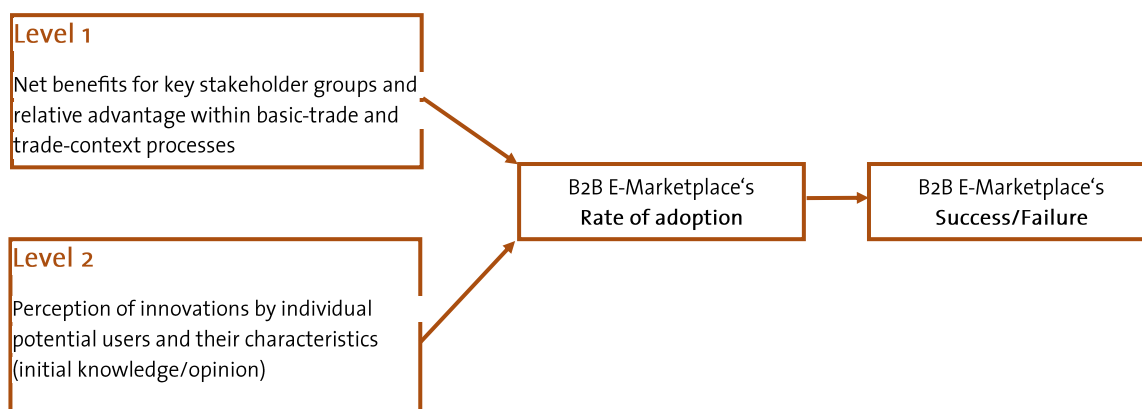 Level 1
Net benefits for key stakeholder groups and
relative advantage within basic-trade and
trade-context processes
B2B E-Marketplace‘s
Rate of adoption
B2B E-Marketplace‘s
Success/Failure
Level 2
Perception of innovations by individual
potential users and their characteristics
(initial knowledge/opinion)